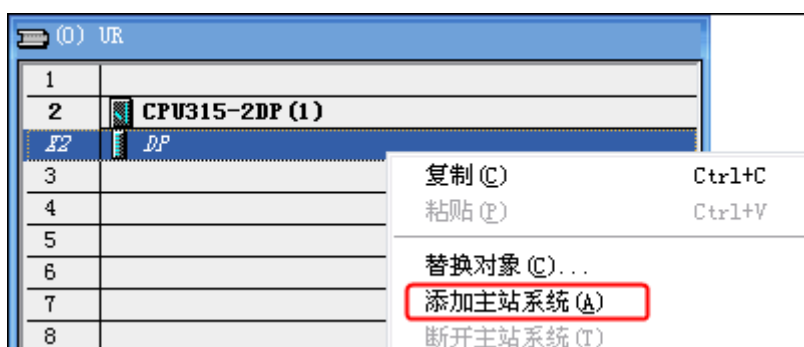 (0) UR
1
2 CPU315-2DP(1)
X2 DP
3
4
5
6
7
8
复制(C) Ctrl+C
粘贴(P) Ctrl+V
替换对象(C)...
添加主站系统(A)
断开主站系统(T)